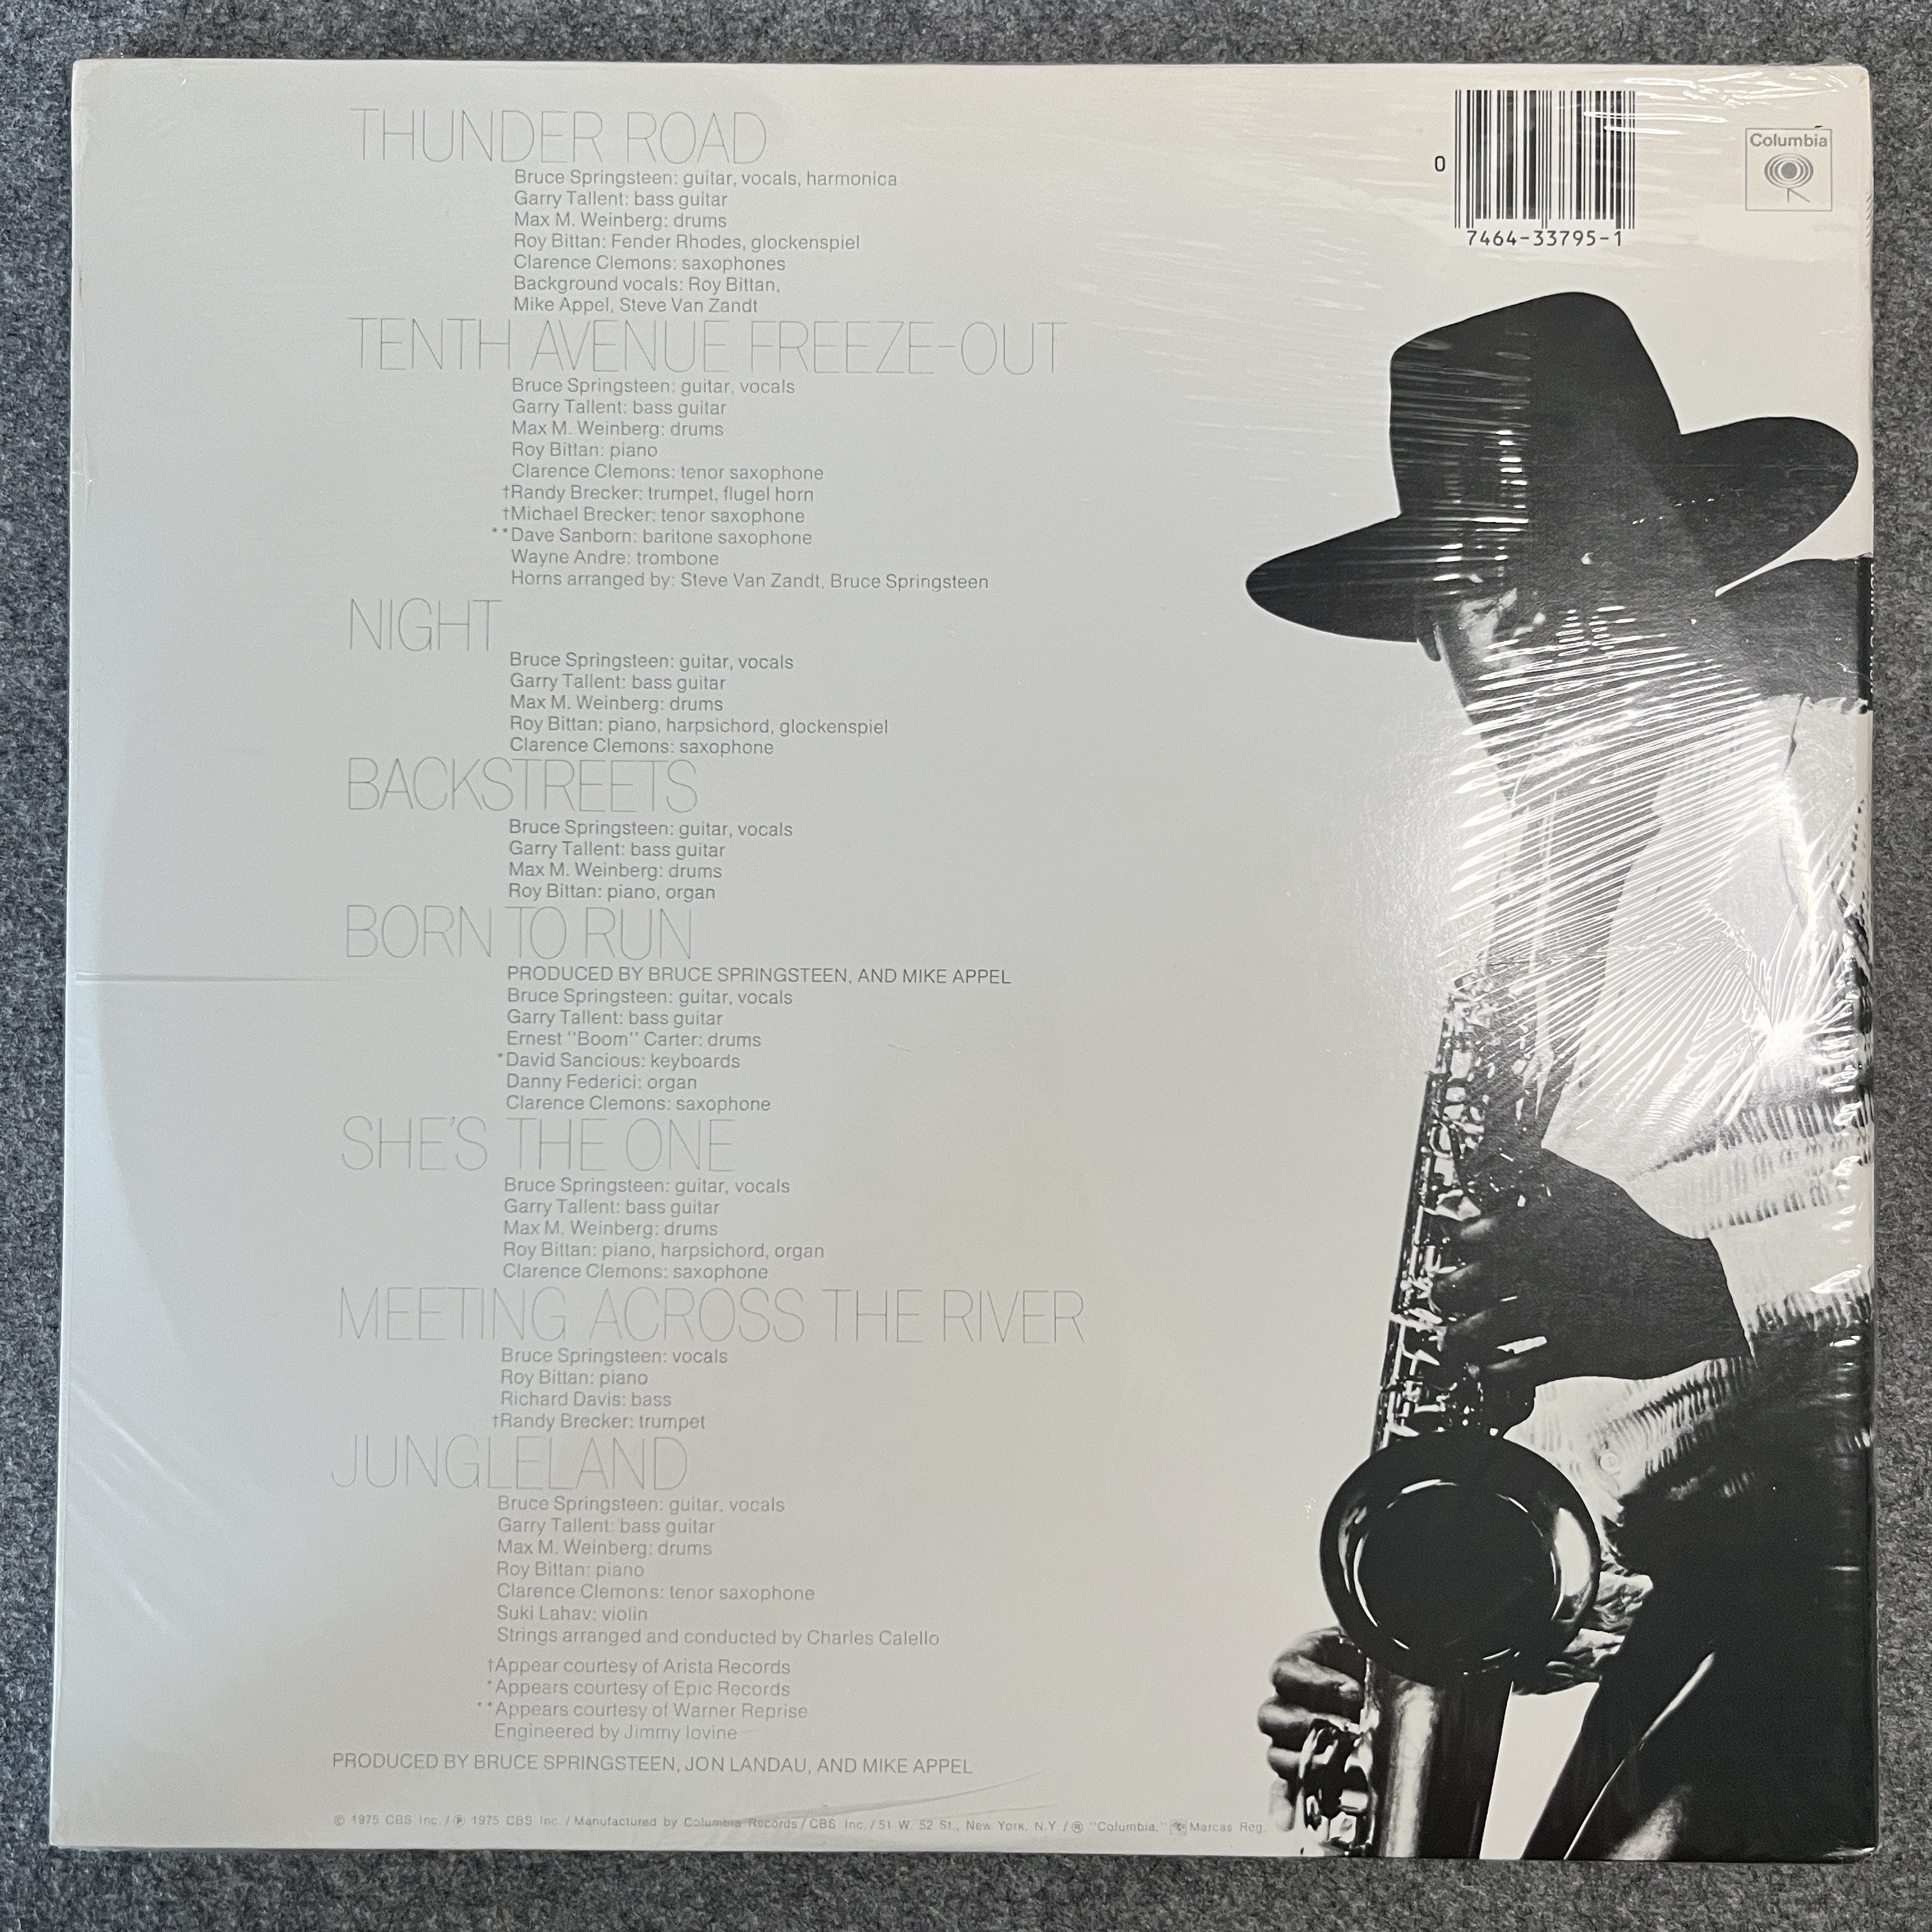 THUNDER ROAD
Bruce Springsteen: guitar, vocals, harmonica
Garry Tallent: bass guitar
Max M. Weinberg: drums
Roy Bittan: Fender Rhodes, glockenspiel
Clarence Clemons: saxophones
Background vocals: Roy Bittan,
Mike Appel, Steve Van Zandt
TENTH AVENUE FREEZE-OUT
Bruce Springsteen: guitar, vocals
Garry Tallent: bass guitar
Max M. Weinberg: drums
Roy Bittan: piano
Clarence Clemons: tenor saxophone
†Randy Brecker: trumpet, flugel horn
†Michael Brecker: tenor saxophone
**Dave Sanborn: baritone saxophone
Wayne Andre: trombone
Horns arranged by: Steve Van Zandt, Bruce Springsteen
NIGHT
Bruce Springsteen: guitar, vocals
Garry Tallent: bass guitar
Max M. Weinberg: drums
Roy Bittan: piano, harpsichord, glockenspiel
Clarence Clemons: saxophone
BACKSTREETS
Bruce Springsteen: guitar, vocals
Garry Tallent: bass guitar
Max M. Weinberg: drums
Roy Bittan: piano, organ
BORN TO RUN
PRODUCED BY BRUCE SPRINGSTEEN, AND MIKE APPEL
Bruce Springsteen: guitar, vocals
Garry Tallent: bass guitar
Ernest "Boom" Carter: drums
*David Sancious: keyboards
Danny Federici: organ
Clarence Clemons: saxophone
SHE'S THE ONE
Bruce Springsteen: guitar, vocals
Garry Tallent: bass guitar
Max M. Weinberg: drums
Roy Bittan: piano, harpsichord, organ
Clarence Clemons: saxophone
MEETING ACROSS THE RIVER
Bruce Springsteen: vocals
Roy Bittan: piano
Richard Davis: bass
†Randy Brecker: trumpet
JUNGLELAND
Bruce Springsteen: guitar, vocals
Garry Tallent: bass guitar
Max M. Weinberg: drums
Roy Bittan: piano
Clarence Clemons: tenor saxophone
Suki Lahav: violin
Strings arranged and conducted by Charles Calello
†Appear courtesy of Arista Records
*Appears courtesy of Epic Records
**Appears courtesy of Warner Reprise
Engineered by Jimmy Iovine
PRODUCED BY BRUCE SPRINGSTEEN, JON LANDAU, AND MIKE APPEL
© 1975 CBS Inc. / ℗ 1975 CBS Inc. / Manufactured by Columbia Records / CBS Inc. / 51 W. 52 St., New York, N.Y. / ® "Columbia," Marcas Reg.
0
7464-33795-1
Columbia